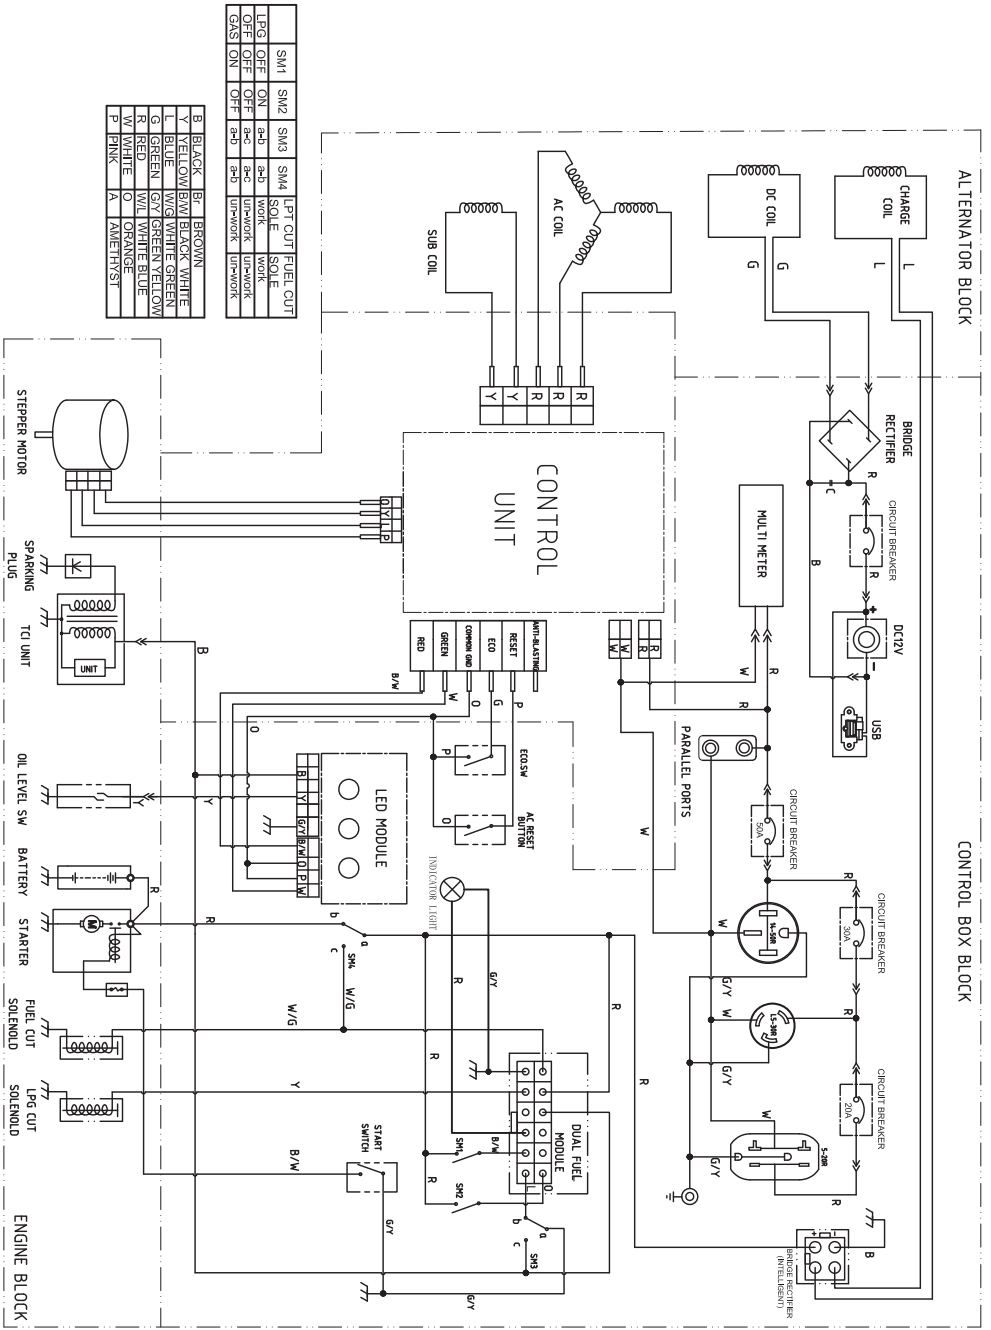 ALTERNATOR BLOCK
CONTROL BOX BLOCK
ENGINE BLOCK
CHARGE
COIL
L
L
DC COIL
G
G
AC COIL
SUB COIL
BRIDGE
RECTIFIER
R
C
B
CIRCUIT BREAKER
R
+
DC12V
−
USB
MULTI METER
W
R
R
PARALLEL PORTS
CIRCUIT BREAKER
50A
R
CIRCUIT BREAKER
30A
14-50R
W
G/Y
R
L5-30R
W
G/Y
CIRCUIT BREAKER
20A
5-20R
W
G/Y
R
B
+
−
BRIDGE RECTIFIER
(INTELLIGENT)
R
R
R
Y
Y
CONTROL
UNIT
O
Y
L
P
R
R
W
W
W
ANTI-BLASTING
RESET
ECO
COMMON GND
GREEN
RED
P
G
O
W
B/W
O
ECO.SW
P
AC RESET
BUTTON
O
LED MODULE
B
Y
G/Y
B/W
O
P
W
INDICATOR LIGHT
G/Y
R
R
R
b
a
c
SM4
W/G
R
DUAL FUEL
MODULE
SM1
B/W
SM2
R
R
L
O
b
a
c
SM3
START
SWITCH
G/Y
G/Y
STEPPER MOTOR
SPARKING
PLUG
TCI UNIT
UNIT
B
OIL LEVEL SW
Y
Y
BATTERY
R
STARTER
M
R
FUEL CUT
SOLENOLD
W/G
LPG CUT
SOLENOLD
Y
B/W
SM1 SM2 SM3 SM4 LPT CUT SOLE FUEL CUT SOLE
LPG OFF ON a-b a-b work work
OFF OFF OFF a-c a-c un-work un-work
GAS ON OFF a-b a-b un-work un-work
B BLACK Br BROWN
Y YELLOW B/W BLACK WHITE
L BLUE W/G WHITE GREEN
G GREEN G/Y GREEN YELLOW
R RED W/L WHITE BLUE
W WHITE O ORANGE
P PINK A AMETHYST